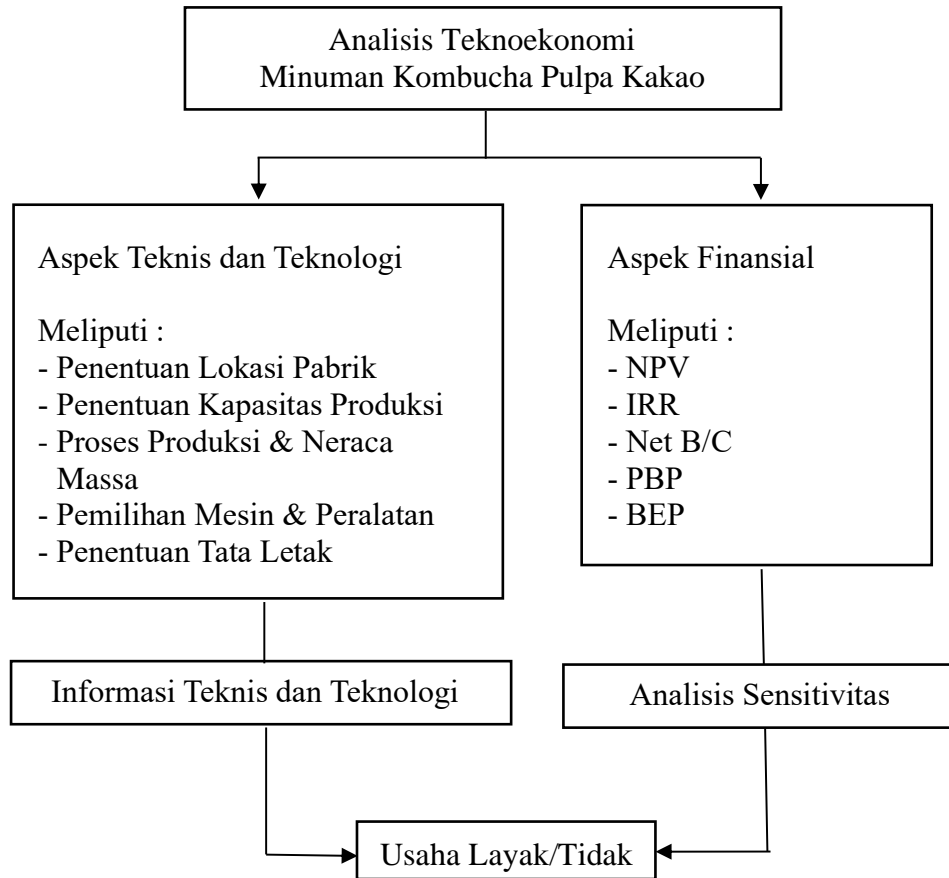 Analisis Teknoekonomi
Minuman Kombucha Pulpa Kakao
Aspek Teknis dan Teknologi
Meliputi :
- Penentuan Lokasi Pabrik
- Penentuan Kapasitas Produksi
- Proses Produksi & Neraca
Massa
- Pemilihan Mesin & Peralatan
- Penentuan Tata Letak
Aspek Finansial
Meliputi :
- NPV
- IRR
- Net B/C
- PBP
- BEP
Informasi Teknis dan Teknologi
Analisis Sensitivitas
Usaha Layak/Tidak